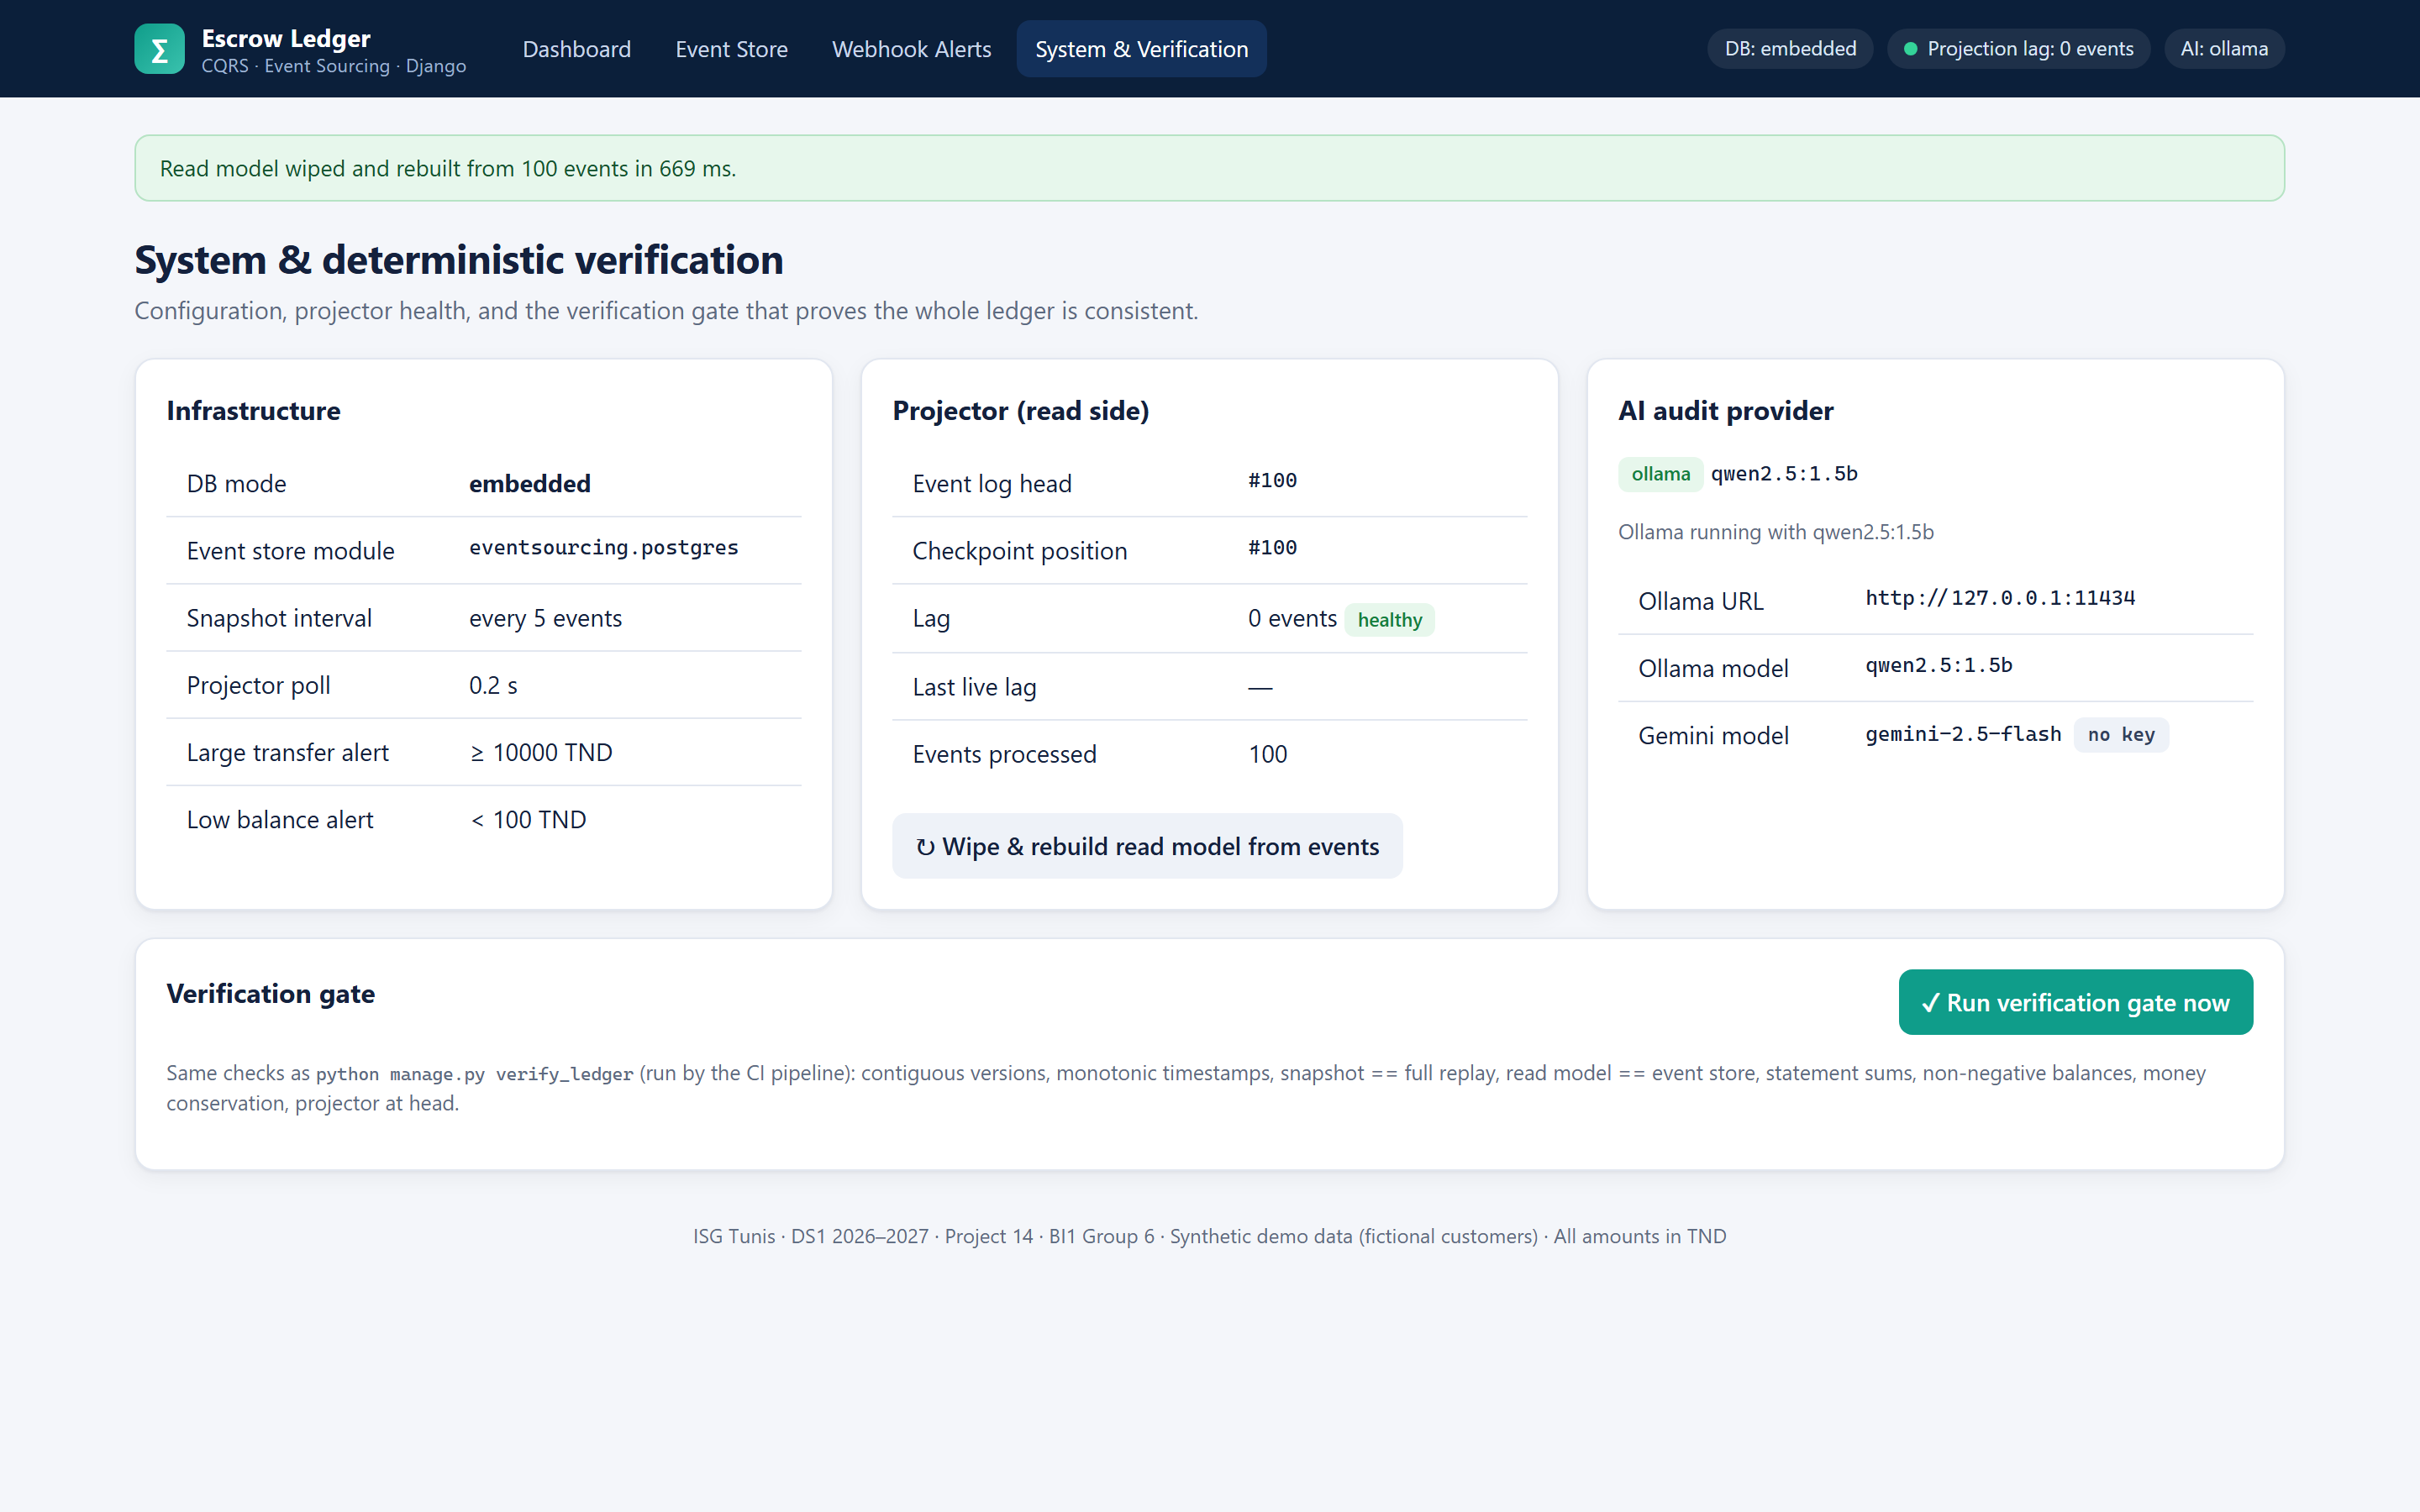 Σ
Escrow Ledger
CQRS · Event Sourcing · Django
Dashboard
Event Store
Webhook Alerts
System & Verification
DB: embedded
Projection lag: 0 events
AI: ollama
Read model wiped and rebuilt from 100 events in 669 ms.
System & deterministic verification
Configuration, projector health, and the verification gate that proves the whole ledger is consistent.
Infrastructure
DB mode embedded
Event store module eventsourcing.postgres
Snapshot interval every 5 events
Projector poll 0.2 s
Large transfer alert ≥ 10000 TND
Low balance alert < 100 TND
Projector (read side)
Event log head #100
Checkpoint position #100
Lag 0 events healthy
Last live lag —
Events processed 100
↻ Wipe & rebuild read model from events
AI audit provider
ollama qwen2.5:1.5b
Ollama running with qwen2.5:1.5b
Ollama URL http://127.0.0.1:11434
Ollama model qwen2.5:1.5b
Gemini model gemini-2.5-flash no key
Verification gate
✓ Run verification gate now
Same checks as python manage.py verify_ledger (run by the CI pipeline): contiguous versions, monotonic timestamps, snapshot == full replay, read model == event store, statement sums, non-negative balances, money
conservation, projector at head.
ISG Tunis · DS1 2026–2027 · Project 14 · BI1 Group 6 · Synthetic demo data (fictional customers) · All amounts in TND